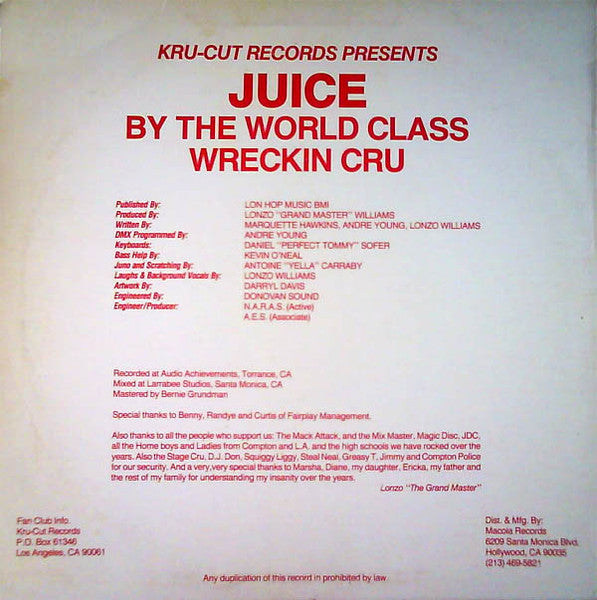 KRU-CUT RECORDS PRESENTS
JUICE
BY THE WORLD CLASS
WRECKIN CRU
Published By: LON HOP MUSIC BMI
Produced By: LONZO "GRAND MASTER" WILLIAMS
Written By: MARQUETTE HAWKINS, ANDRE YOUNG, LONZO WILLIAMS
DMX Programmed By: ANDRE YOUNG
Keyboards: DANIEL "PERFECT TOMMY" SOFER
Bass Help By: KEVIN O'NEAL
Juno and Scratching By: ANTOINE "YELLA" CARRABY
Laughs & Background Vocals By: LONZO WILLIAMS
Artwork By: DARRYL DAVIS
Engineered By: DONOVAN SOUND
Engineer/Producer: N.A.R.A.S. (Active)
A.E.S. (Associate)
Recorded at Audio Achievements, Torrance, CA
Mixed at Larrabee Studios, Santa Monica, CA
Mastered by Bernie Grundman
Special thanks to Benny, Randye and Curtis of Fairplay Management.
Also thanks to all the people who support us: The Mack Attack, and the Mix Master, Magic Disc, JDC,
all the Home boys and Ladies from Compton and L.A. and the high schools we have rocked over the
years. Also the Stage Cru, D.J. Don, Squiggy Liggy, Steal Neal, Greasy T, Jimmy and Compton Police
for our security. And a very, very special thanks to Marsha, Diane, my daughter, Ericka, my father and
the rest of my family for understanding my insanity over the years.
Lonzo "The Grand Master"
Fan Club Info.
Kru-Cut Records
P.O. Box 61346
Los Angeles, CA 90061
Dist. & Mfg. By:
Macola Records
6209 Santa Monica Blvd.
Hollywood, CA 90035
(213) 469-5821
Any duplication of this record in prohibited by law.